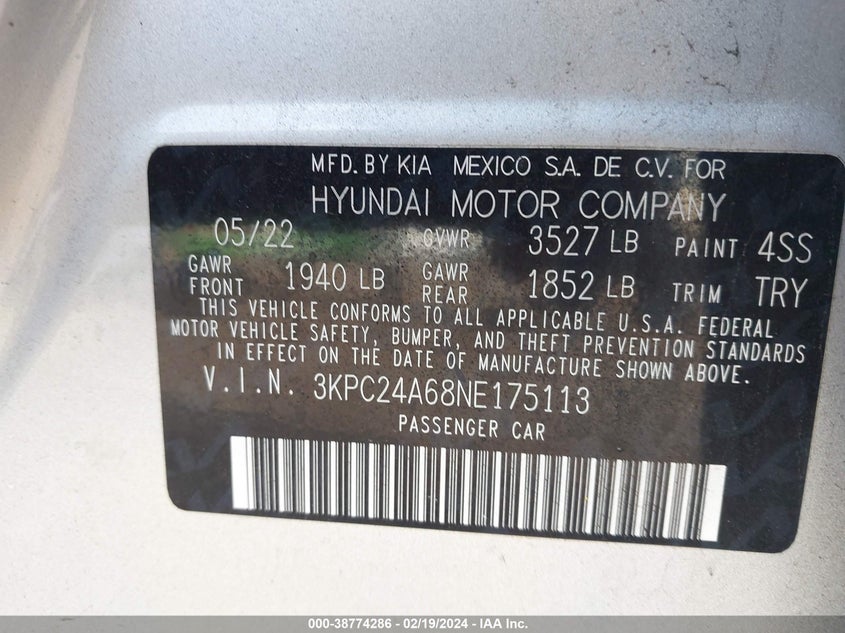 MFD. BY KIA MEXICO S.A. DE C.V. FOR
HYUNDAI MOTOR COMPANY
05/22 GVWR 3527 LB PAINT 4SS
GAWR FRONT 1940 LB GAWR REAR 1852 LB TRIM TRY
THIS VEHICLE CONFORMS TO ALL APPLICABLE U.S.A. FEDERAL
MOTOR VEHICLE SAFETY, BUMPER, AND THEFT PREVENTION STANDARDS
IN EFFECT ON THE DATE OF MANUFACTURE SHOWN ABOVE.
V.I.N. 3KPC24A68NE175113
PASSENGER CAR
000-38774286 - 02/19/2024 - IAA Inc.